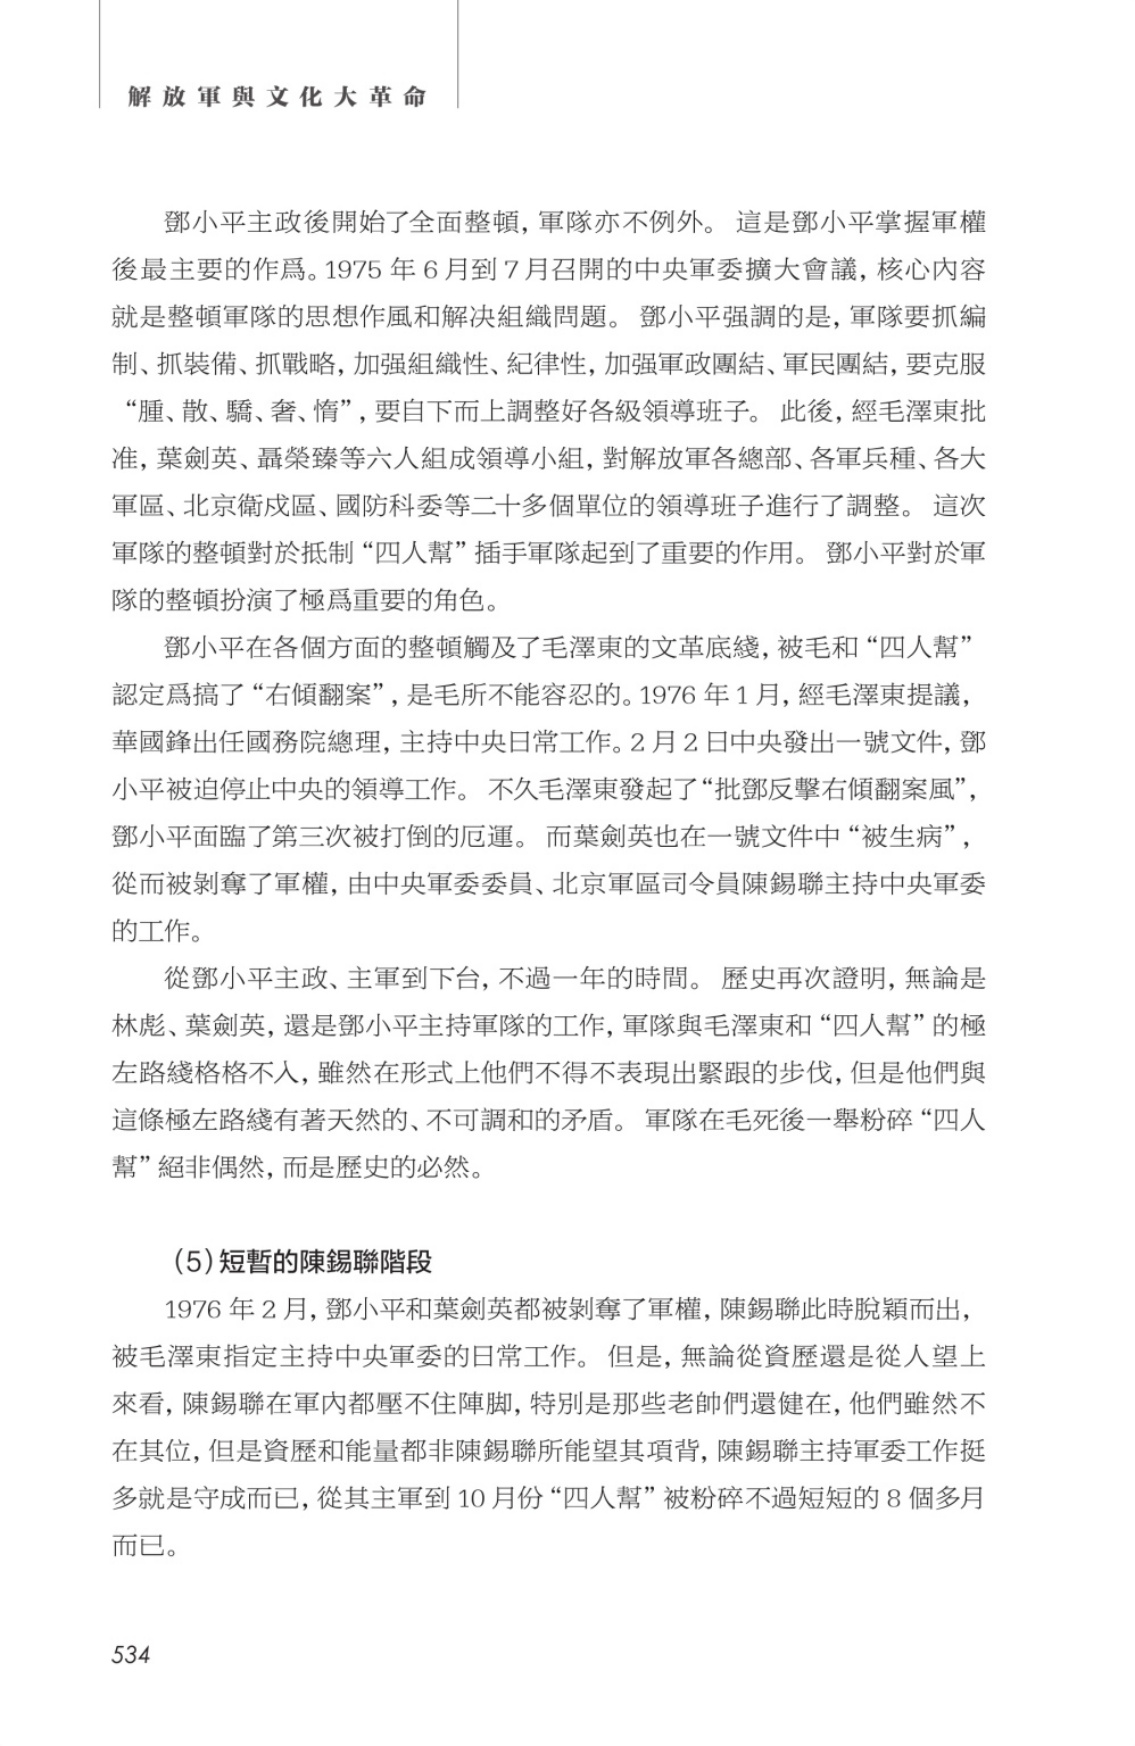 解放軍與文化大革命
鄧小平主政後開始了全面整頓，軍隊亦不例外。這是鄧小平掌握軍權
後最主要的作爲。1975 年 6 月到 7 月召開的中央軍委擴大會議，核心內容
就是整頓軍隊的思想作風和解决組織問題。鄧小平强調的是，軍隊要抓編
制、抓裝備、抓戰略，加强組織性、紀律性，加强軍政團結、軍民團結，要克服
“腫、散、驕、奢、惰”，要自下而上調整好各級領導班子。此後，經毛澤東批
准，葉劍英、聶榮臻等六人組成領導小組，對解放軍各總部、各軍兵種、各大
軍區、北京衛戍區、國防科委等二十多個單位的領導班子進行了調整。這次
軍隊的整頓對於抵制“四人幫”插手軍隊起到了重要的作用。鄧小平對於軍
隊的整頓扮演了極爲重要的角色。
鄧小平在各個方面的整頓觸及了毛澤東的文革底綫，被毛和“四人幫”
認定爲搞了“右傾翻案”，是毛所不能容忍的。1976 年 1 月，經毛澤東提議，
華國鋒出任國務院總理，主持中央日常工作。2 月 2 日中央發出一號文件，鄧
小平被迫停止中央的領導工作。不久毛澤東發起了“批鄧反擊右傾翻案風”，
鄧小平面臨了第三次被打倒的厄運。而葉劍英也在一號文件中“被生病”，
從而被剝奪了軍權，由中央軍委委員、北京軍區司令員陳錫聯主持中央軍委
的工作。
從鄧小平主政、主軍到下台，不過一年的時間。歷史再次證明，無論是
林彪、葉劍英，還是鄧小平主持軍隊的工作，軍隊與毛澤東和“四人幫”的極
左路綫格格不入，雖然在形式上他們不得不表現出緊跟的步伐，但是他們與
這條極左路綫有著天然的、不可調和的矛盾。軍隊在毛死後一舉粉碎“四人
幫”絕非偶然，而是歷史的必然。
（5）短暫的陳錫聯階段
1976 年 2 月，鄧小平和葉劍英都被剝奪了軍權，陳錫聯此時脫穎而出，
被毛澤東指定主持中央軍委的日常工作。但是，無論從資歷還是從人望上
來看，陳錫聯在軍內都壓不住陣脚，特別是那些老帥們還健在，他們雖然不
在其位，但是資歷和能量都非陳錫聯所能望其項背，陳錫聯主持軍委工作挺
多就是守成而已，從其主軍到 10 月份“四人幫”被粉碎不過短短的 8 個多月
而已。
534